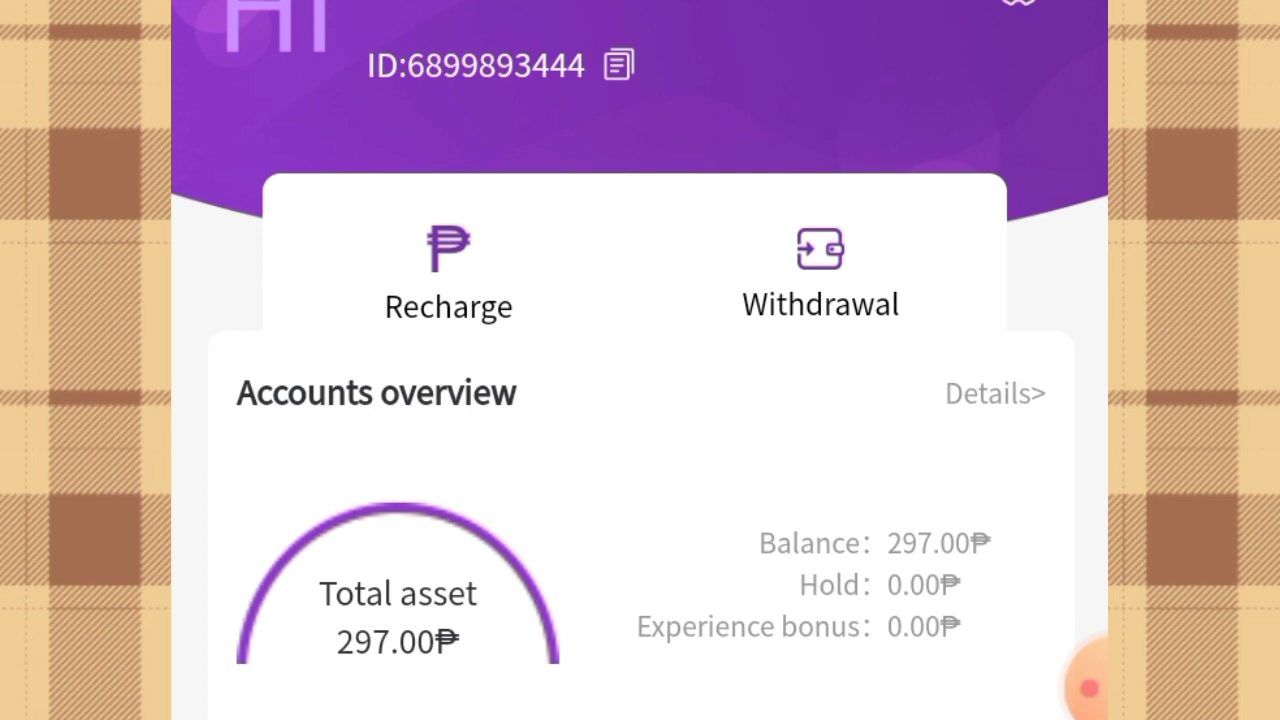 HI
ID:6899893444
Recharge
Withdrawal
Accounts overview
Details>
Total asset
297.00₱
Balance: 297.00₱
Hold: 0.00₱
Experience bonus: 0.00₱